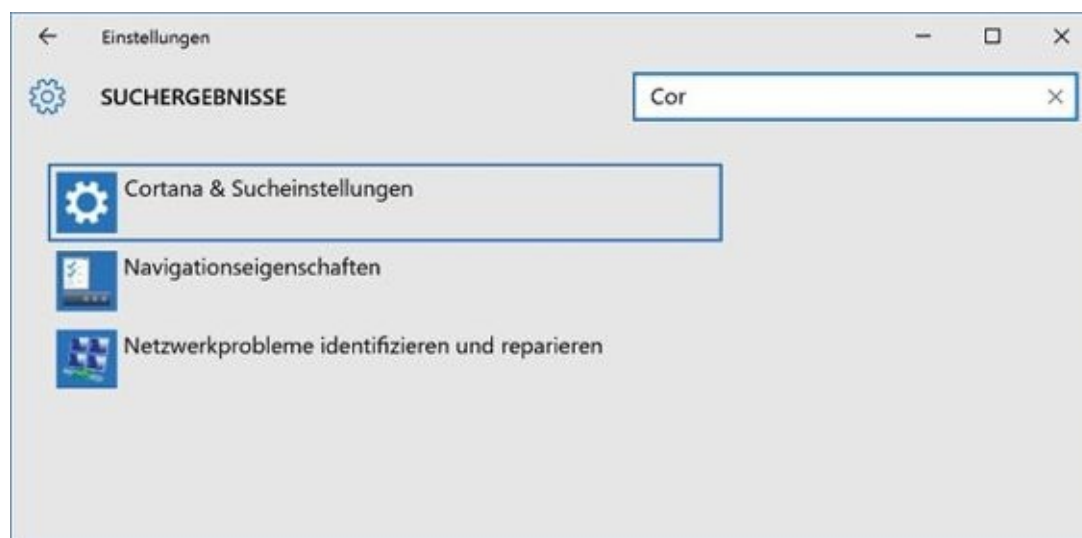 Einstellungen
SUCHERGEBNISSE
Cor
Cortana & Sucheinstellungen
Navigationseigenschaften
Netzwerkprobleme identifizieren und reparieren